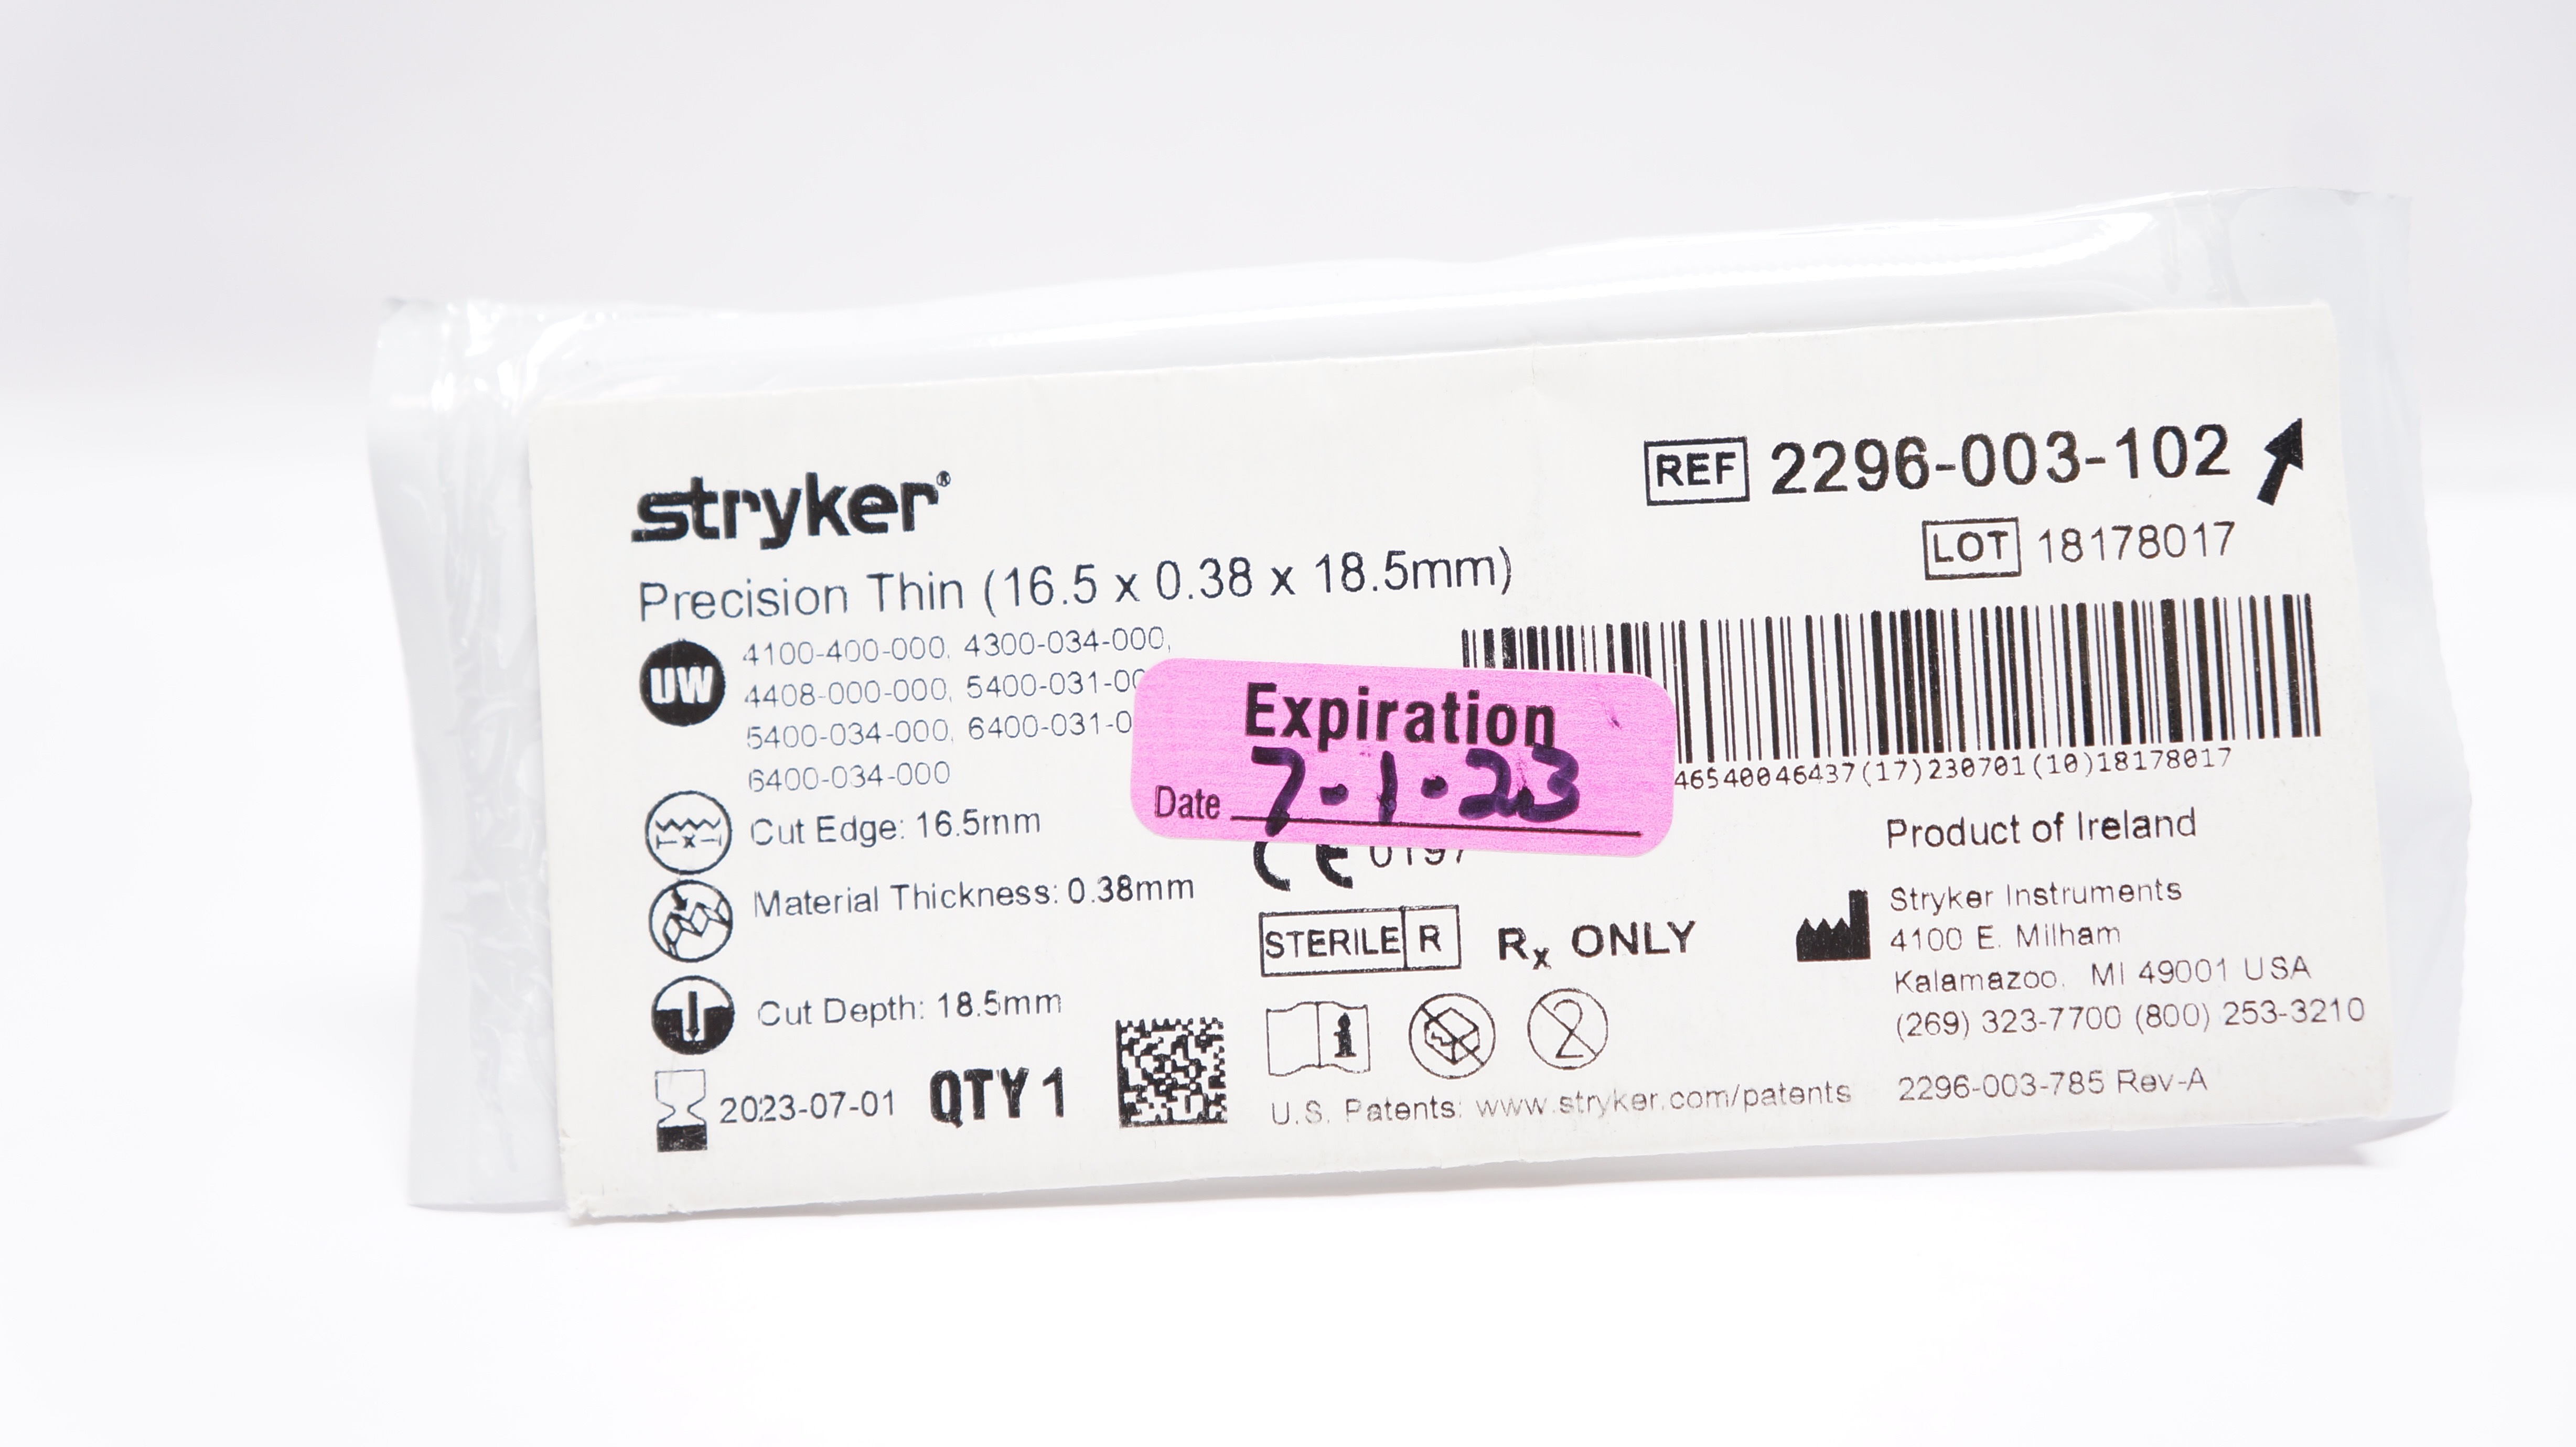 stryker®
Precision Thin (16.5 x 0.38 x 18.5mm)
REF 2296-003-102
LOT 18178017
UW
4100-400-000, 4300-034-000,
4408-000-000, 5400-031-00
5400-034-000, 6400-031-0
6400-034-000
Expiration
Date 7-1-23
46540046437(17)230701(10)18178017
Cut Edge: 16.5mm
x
Material Thickness: 0.38mm
Cut Depth: 18.5mm
2023-07-01 QTY 1
CE 0197
STERILE R Rx ONLY
i
2
U.S. Patents: www.stryker.com/patents
Product of Ireland
Stryker Instruments
4100 E. Milham
Kalamazoo, MI 49001 USA
(269) 323-7700 (800) 253-3210
2296-003-785 Rev-A